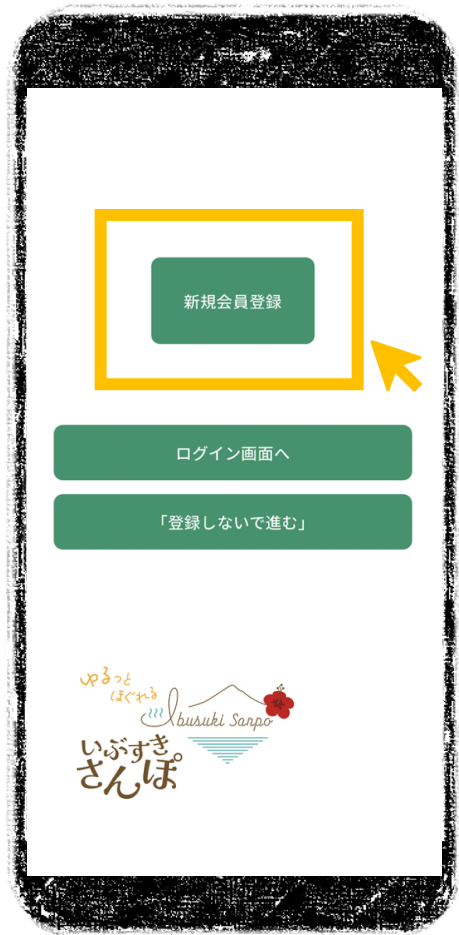 新規会員登録
ログイン画面へ
「登録しないで進む」
ゆるっと
ほぐれる
Ibusuki Sanpo
いぶすき
さんぽ